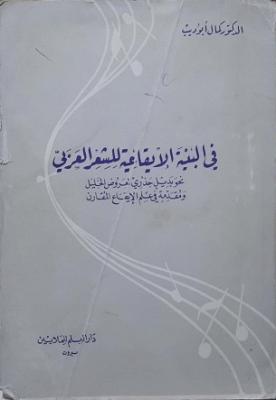 الدكتور كمال أبو ديب
في البنية الإيقاعية للشعر العربي
نحو بديل جذري لعروض الخليل
ومقدمة في علم الإيقاع المقارن
دار العلم للملايين
بيروت